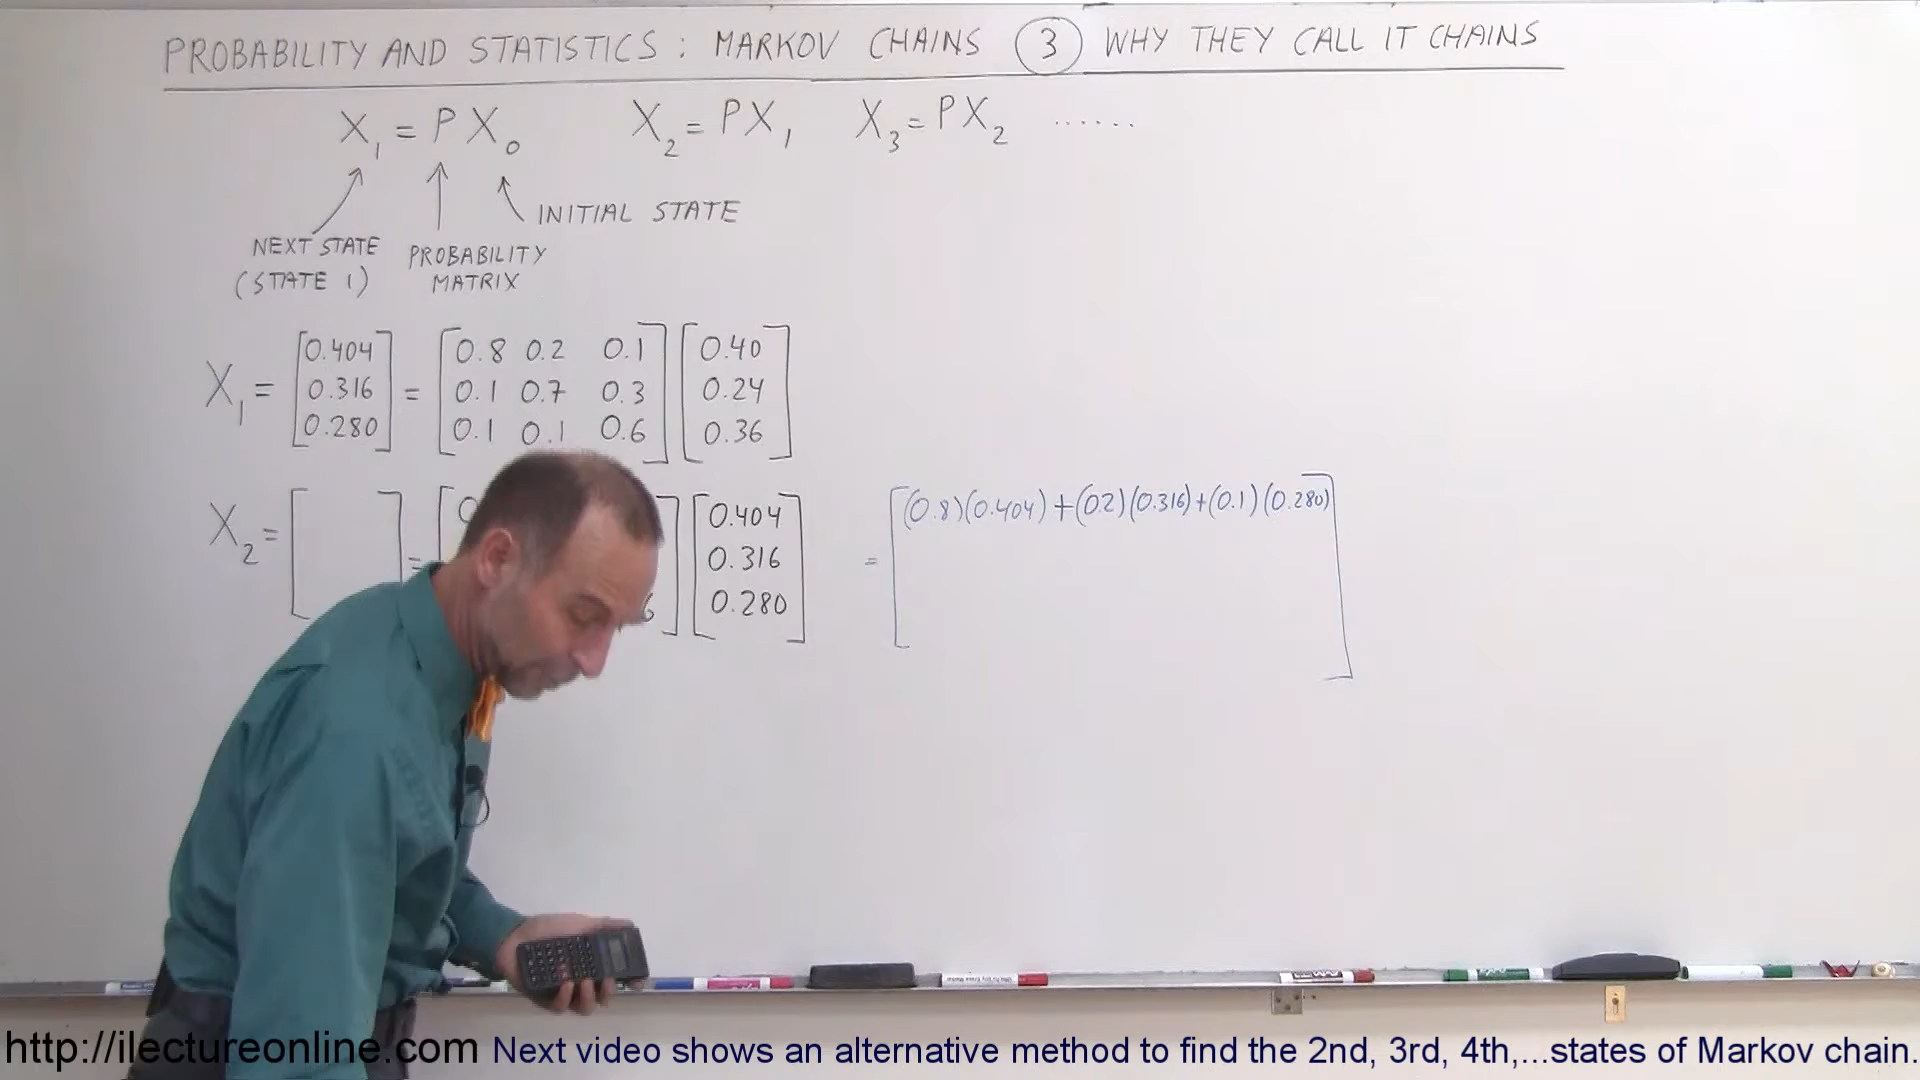 PROBABILITY AND STATISTICS : MARKOV CHAINS 3 WHY THEY CALL IT CHAINS
X1 = P X0 X2 = PX1 X3 = PX2 ......
INITIAL STATE
NEXT STATE PROBABILITY
(STATE 1) MATRIX
0.404 0.8 0.2 0.1 0.40
X1 = 0.316 = 0.1 0.7 0.3 0.24
0.280 0.1 0.1 0.6 0.36
0.404 (0.8)(0.404) + (02)(0.316) + (0.1)(0.280)
X2 = = 0.316 =
6 0.280
http://ilectureonline.com Next video shows an alternative method to find the 2nd, 3rd, 4th,...states of Markov chain.